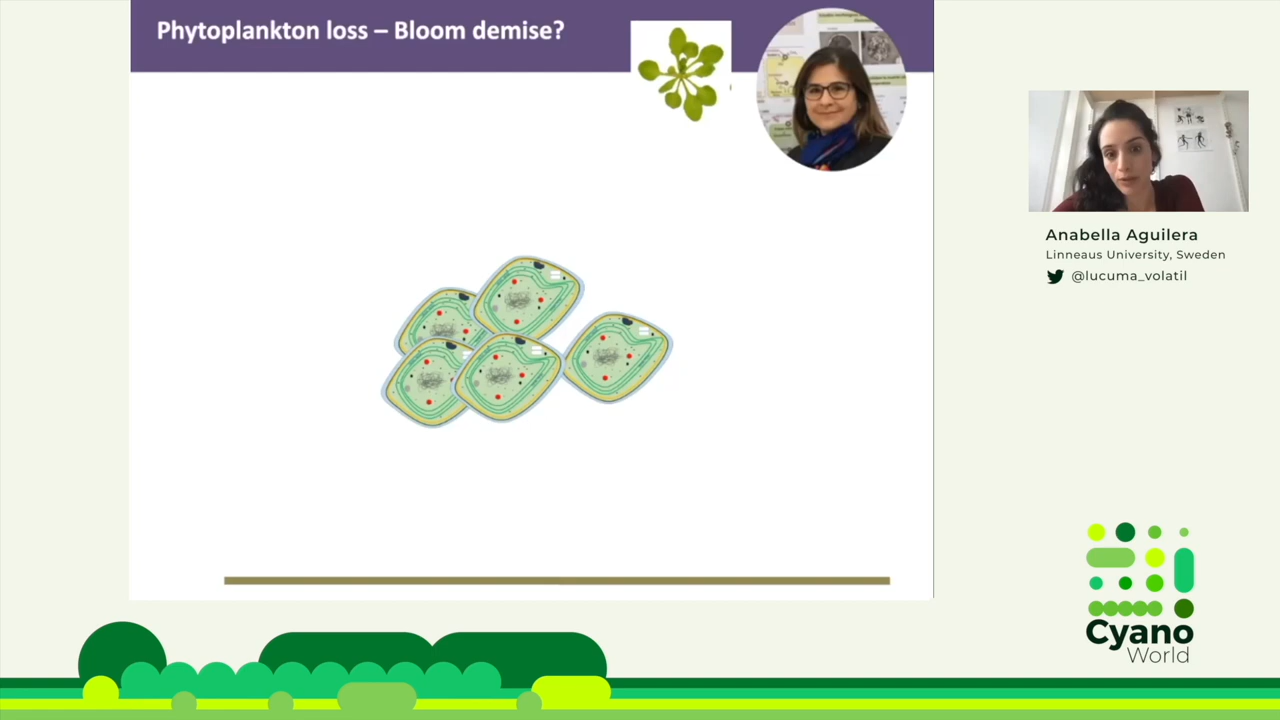 Phytoplankton loss – Bloom demise?
Anabella Aguilera
Linneaus University, Sweden
@lucuma_volatil
Cyano
World